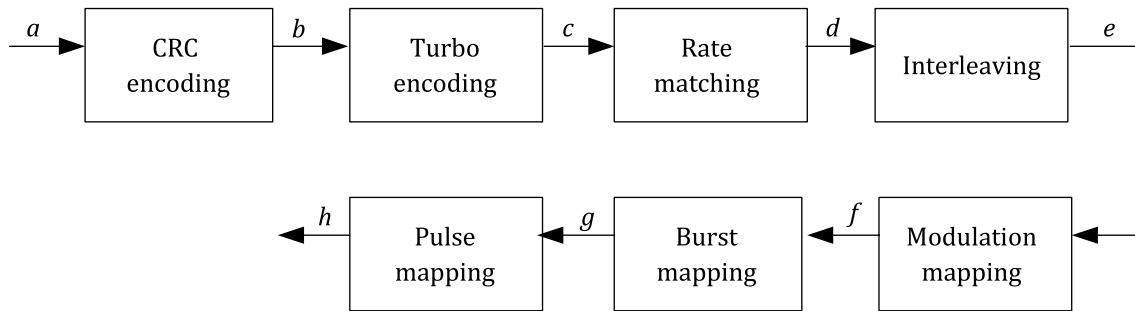 a
CRC
encoding
b
Turbo
encoding
c
Rate
matching
d
Interleaving
e
h
Pulse
mapping
g
Burst
mapping
f
Modulation
mapping